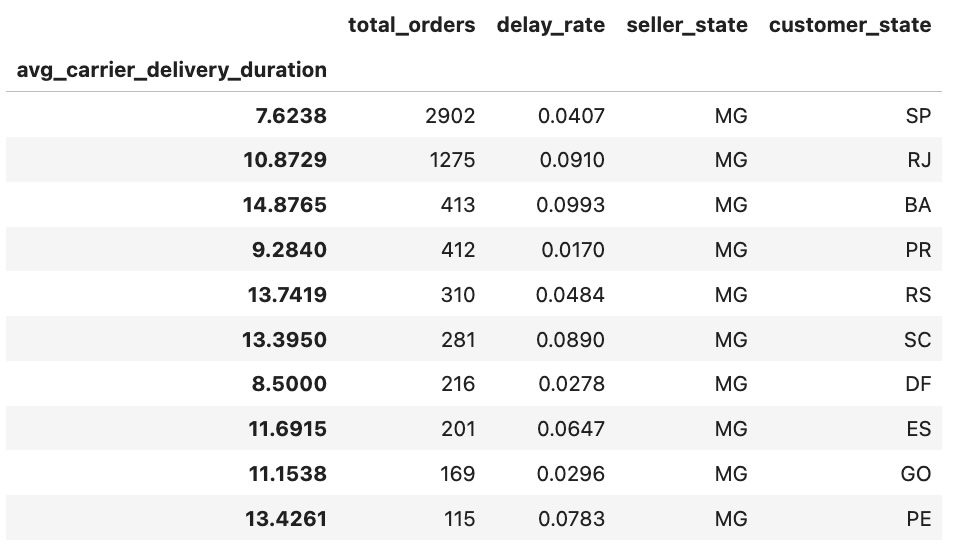 total_orders delay_rate seller_state customer_state
avg_carrier_delivery_duration
7.6238 2902 0.0407 MG SP
10.8729 1275 0.0910 MG RJ
14.8765 413 0.0993 MG BA
9.2840 412 0.0170 MG PR
13.7419 310 0.0484 MG RS
13.3950 281 0.0890 MG SC
8.5000 216 0.0278 MG DF
11.6915 201 0.0647 MG ES
11.1538 169 0.0296 MG GO
13.4261 115 0.0783 MG PE